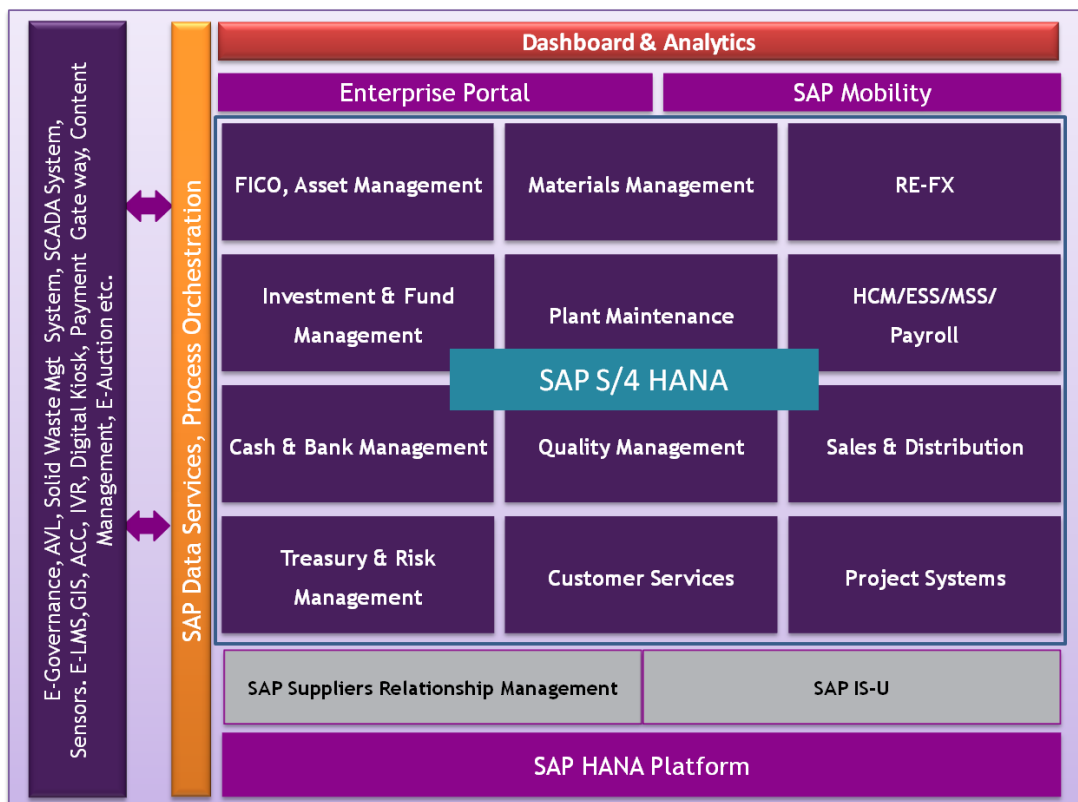 E-Governance, AVL, Solid Waste Mgt System, SCADA System,
Sensors. E-LMS,GIS, ACC, IVR, Digital Kiosk, Payment Gate way, Content
Management, E-Auction etc.
SAP Data Services, Process Orchestration
Dashboard & Analytics
Enterprise Portal
SAP Mobility
FICO, Asset Management
Materials Management
RE-FX
Investment & Fund
Management
Plant Maintenance
HCM/ESS/MSS/
Payroll
SAP S/4 HANA
Cash & Bank Management
Quality Management
Sales & Distribution
Treasury & Risk
Management
Customer Services
Project Systems
SAP Suppliers Relationship Management
SAP IS-U
SAP HANA Platform